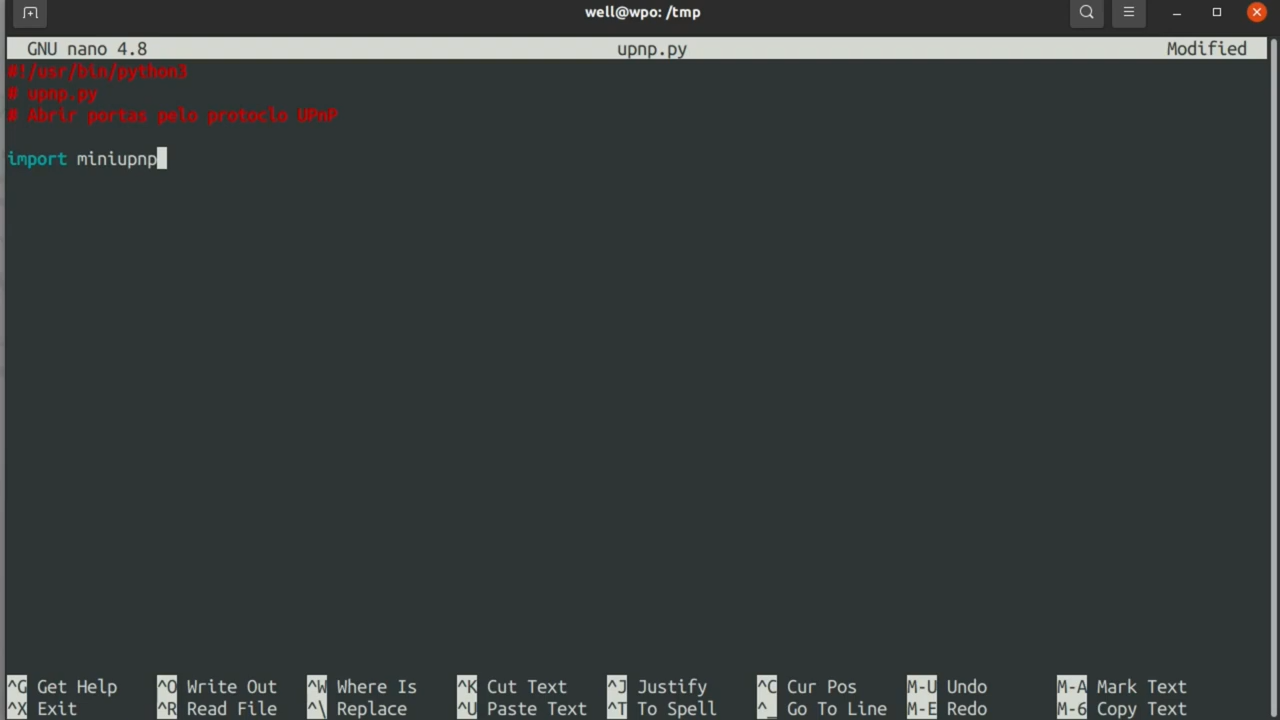 well@wpo: /tmp
GNU nano 4.8 upnp.py Modified
#!/usr/bin/python3
# upnp.py
# Abrir portas pelo protoclo UPnP
import miniupnp
^G Get Help ^O Write Out ^W Where Is ^K Cut Text ^J Justify ^C Cur Pos M-U Undo M-A Mark Text
^X Exit ^R Read File ^\ Replace ^U Paste Text ^T To Spell ^_ Go To Line M-E Redo M-6 Copy Text